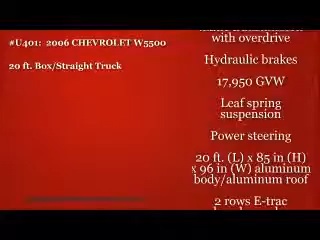 #U401: 2006 CHEVROLET W5500
20 ft. Box/Straight Truck
with overdrive
Hydraulic brakes
17,950 GVW
Leaf spring
suspension
Power steering
20 ft. (L) x 85 in (H)
x 96 in (W) aluminum
body/aluminum roof
2 rows E-trac